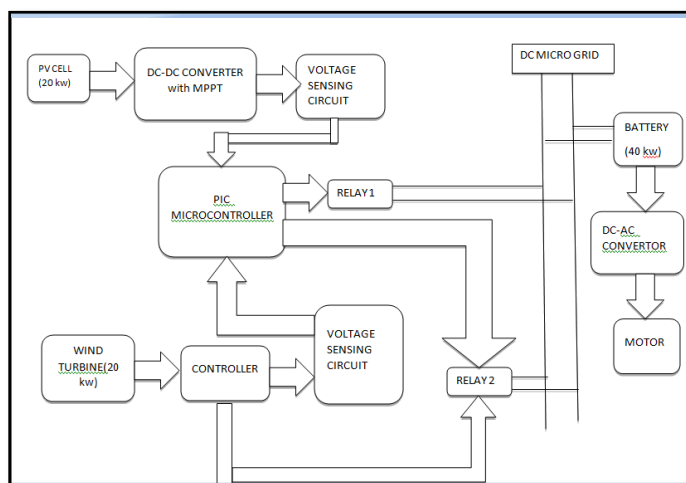 DC MICRO GRID
PV CELL
(20 kw)
DC-DC CONVERTER
with MPPT
VOLTAGE
SENSING
CIRCUIT
BATTERY
(40 kw)
PIC
MICROCONTROLLER
RELAY 1
DC-AC
CONVERTOR
WIND
TURBINE(20
kw)
CONTROLLER
VOLTAGE
SENSING
CIRCUIT
MOTOR
RELAY 2